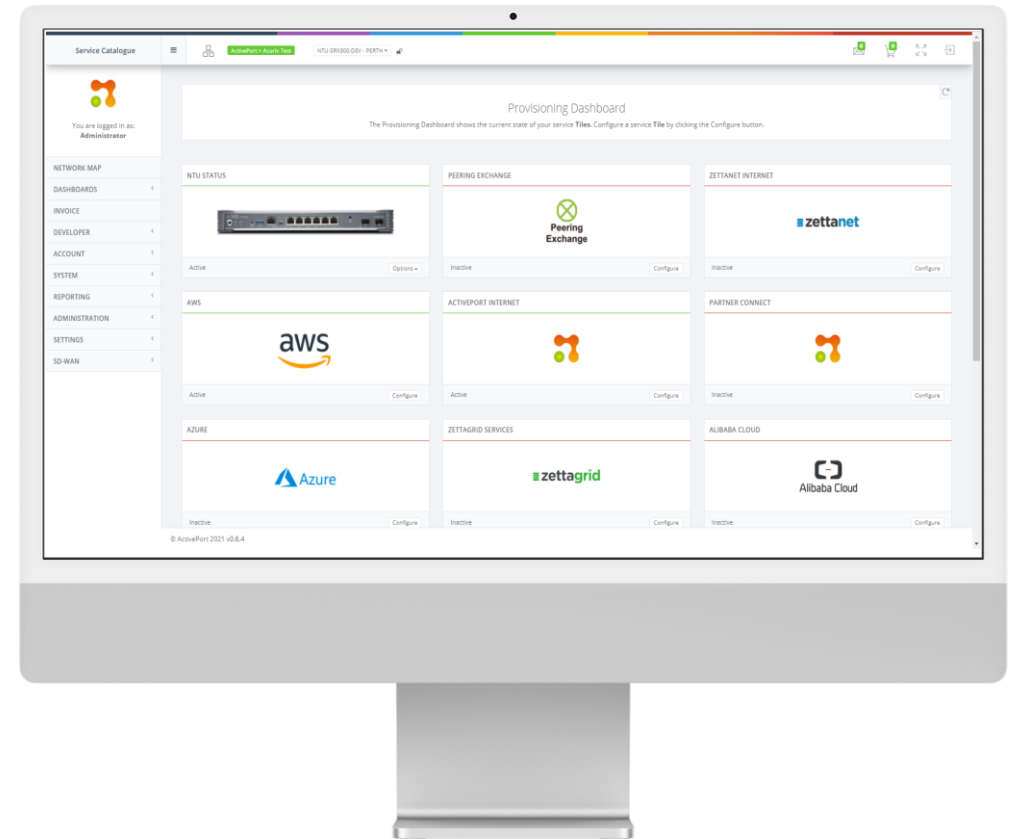 Service Catalogue
ActivePort > Acurix Test
NTU-SRX300-DEV - PERTH
6
0
You are logged in as:
Administrator
NETWORK MAP
DASHBOARDS
INVOICE
DEVELOPER
ACCOUNT
SYSTEM
REPORTING
ADMINISTRATION
SETTINGS
SD-WAN
Provisioning Dashboard
The Provisioning Dashboard shows the current state of your service Tiles. Configure a service Tile by clicking the Configure button.
NTU STATUS
Active
Options
PEERING EXCHANGE
Peering
Exchange
Inactive
Configure
ZETTANET INTERNET
zettanet
Inactive
Configure
AWS
aws
Active
Configure
ACTIVEPORT INTERNET
Active
Configure
PARTNER CONNECT
Inactive
Configure
AZURE
Azure
Inactive
Configure
ZETTAGRID SERVICES
zettagrid
Inactive
Configure
ALIBABA CLOUD
Alibaba Cloud
Inactive
Configure
© ActivePort 2021 v0.6.4